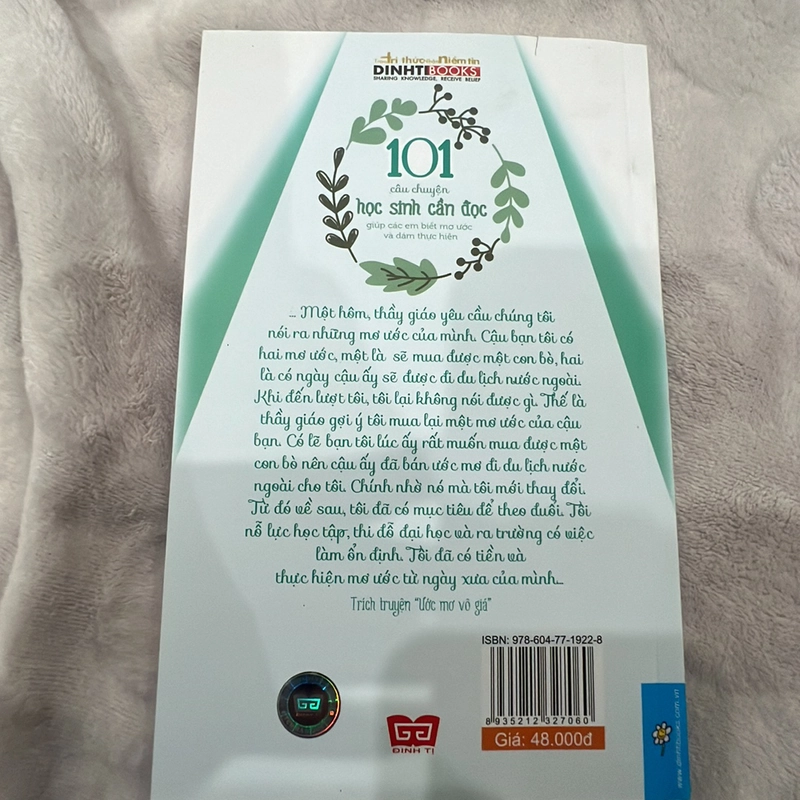 Tri thức Niềm tin
DINHTIBOOKS
SHARING KNOWLEDGE, RECEIVE BELIEF
101
câu chuyện
học sinh cần đọc
giúp các em biết mơ ước
và dám thực hiện
... Một hôm, thầy giáo yêu cầu chúng tôi
nói ra những mơ ước của mình. Cậu bạn tôi có
hai mơ ước, một là sẽ mua được một con bò, hai
là có ngày cậu ấy sẽ được đi du lịch nước ngoài.
Khi đến lượt tôi, tôi lại không nói được gì. Thế là
thầy giáo gợi ý tôi mua lại một mơ ước của cậu
bạn. Có lẽ bạn tôi lúc ấy rất muốn mua được một
con bò nên cậu ấy đã bán ước mơ đi du lịch nước
ngoài cho tôi. Chính nhờ nó mà tôi mới thay đổi.
Từ đó về sau, tôi đã có mục tiêu để theo đuổi. Tôi
nỗ lực học tập, thi đỗ đại học và ra trường có việc
làm ổn định. Tôi đã có tiền và
thực hiện mơ ước từ ngày xưa của mình...
Trích truyện "Ước mơ vô giá"
ISBN: 978-604-77-1922-8
8935212327060
Giá: 48.000đ
ĐINH TỊ
www.dinhtibooks.com.vn